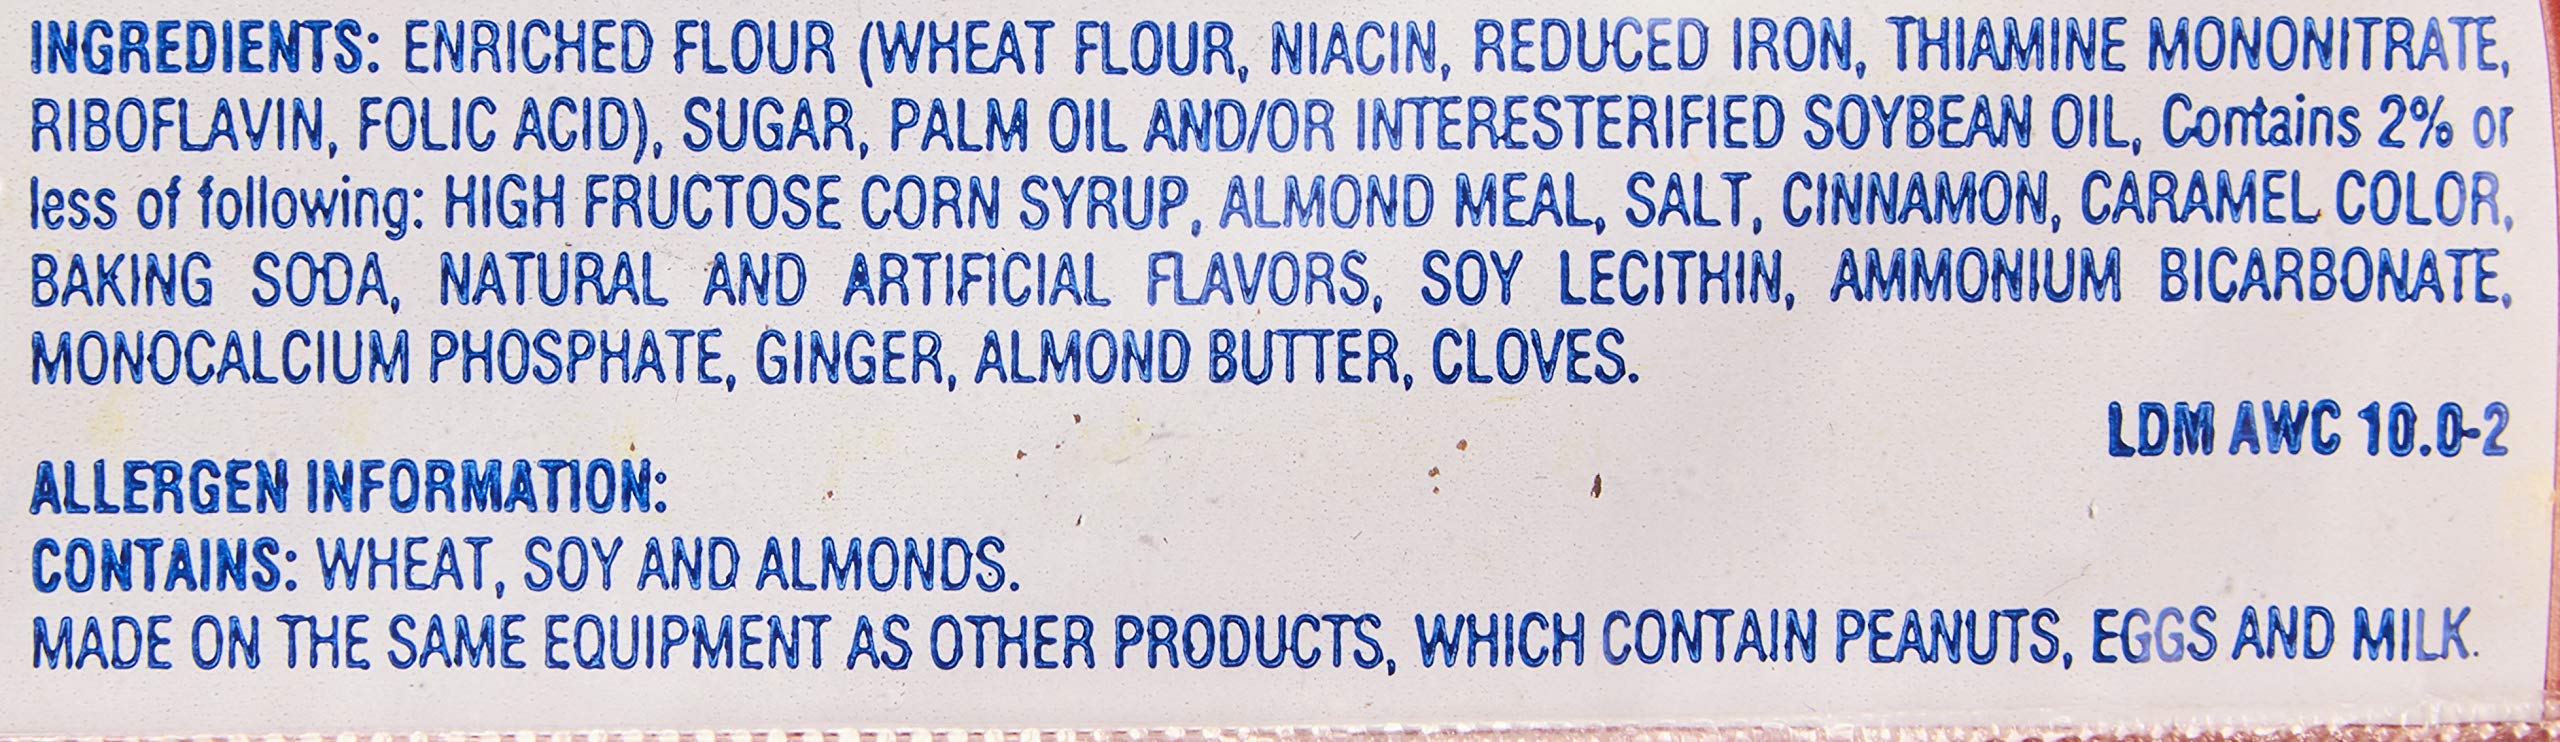 INGREDIENTS: ENRICHED FLOUR (WHEAT FLOUR, NIACIN, REDUCED IRON, THIAMINE MONONITRATE,
RIBOFLAVIN, FOLIC ACID), SUGAR, PALM OIL AND/OR INTERESTERIFIED SOYBEAN OIL, Contains 2% or
less of following: HIGH FRUCTOSE CORN SYRUP, ALMOND MEAL, SALT, CINNAMON, CARAMEL COLOR,
BAKING SODA, NATURAL AND ARTIFICIAL FLAVORS, SOY LECITHIN, AMMONIUM BICARBONATE,
MONOCALCIUM PHOSPHATE, GINGER, ALMOND BUTTER, CLOVES.
LDM AWC 10.0-2
ALLERGEN INFORMATION:
CONTAINS: WHEAT, SOY AND ALMONDS.
MADE ON THE SAME EQUIPMENT AS OTHER PRODUCTS, WHICH CONTAIN PEANUTS, EGGS AND MILK.